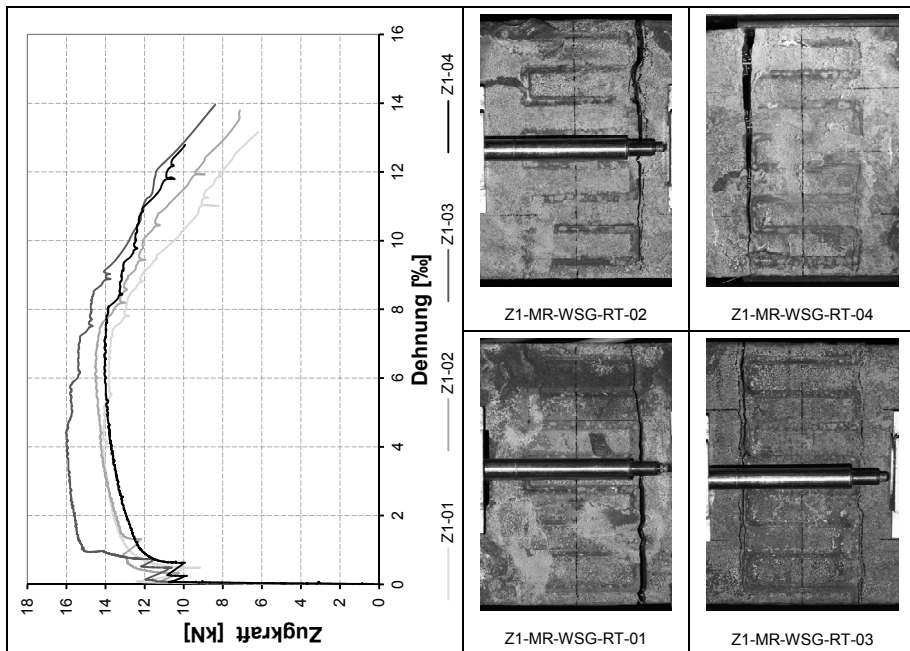 Zugkraft [kN]
18
16
14
12
10
8
6
4
2
0
0
2
4
6
8
10
12
14
16
Dehnung [‰]
Z1-01
Z1-02
Z1-03
Z1-04
Z1-MR-WSG-RT-02
Z1-MR-WSG-RT-04
Z1-MR-WSG-RT-01
Z1-MR-WSG-RT-03